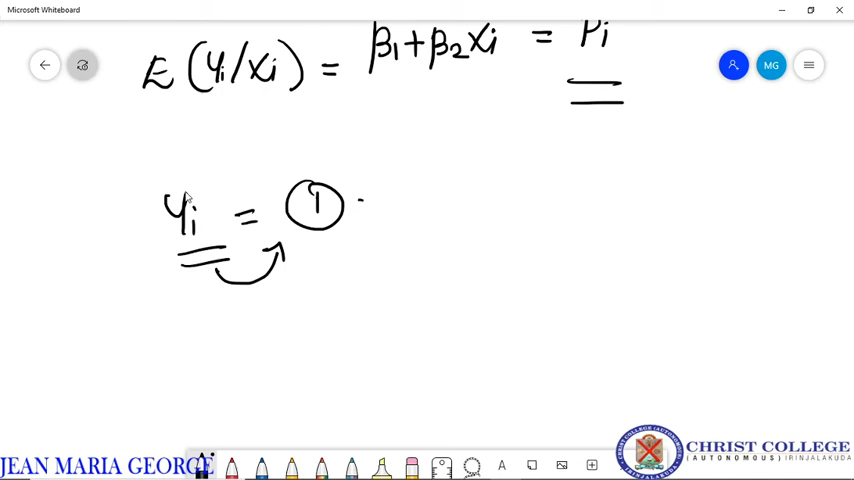 Microsoft Whiteboard
E (Yi/Xi) = β1+β2Xi = Pi
MG
Yi = 1
JEAN MARIA GEORGE
A
CHRIST COLLEGE
(AUTONOMOUS) IRINJALAKUDA